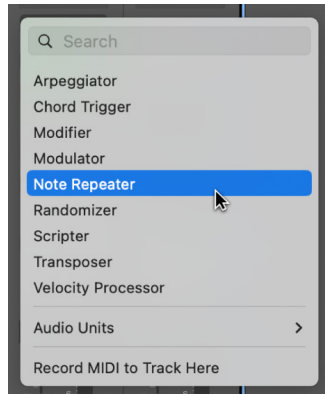 Search
Arpeggiator
Chord Trigger
Modifier
Modulator
Note Repeater
Randomizer
Scripter
Transposer
Velocity Processor
Audio Units
Record MIDI to Track Here